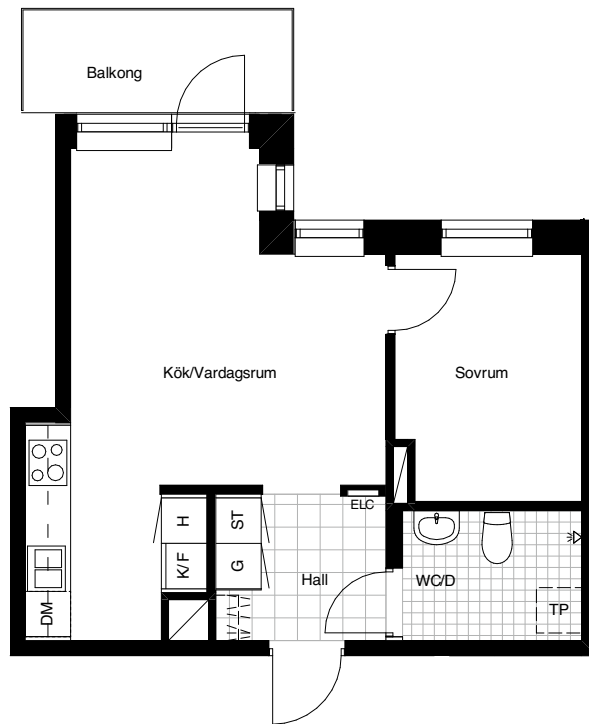 Balkong
Kök/Vardagsrum
Sovrum
ELC
H
ST
K/F
G
Hall
WC/D
DM
TP